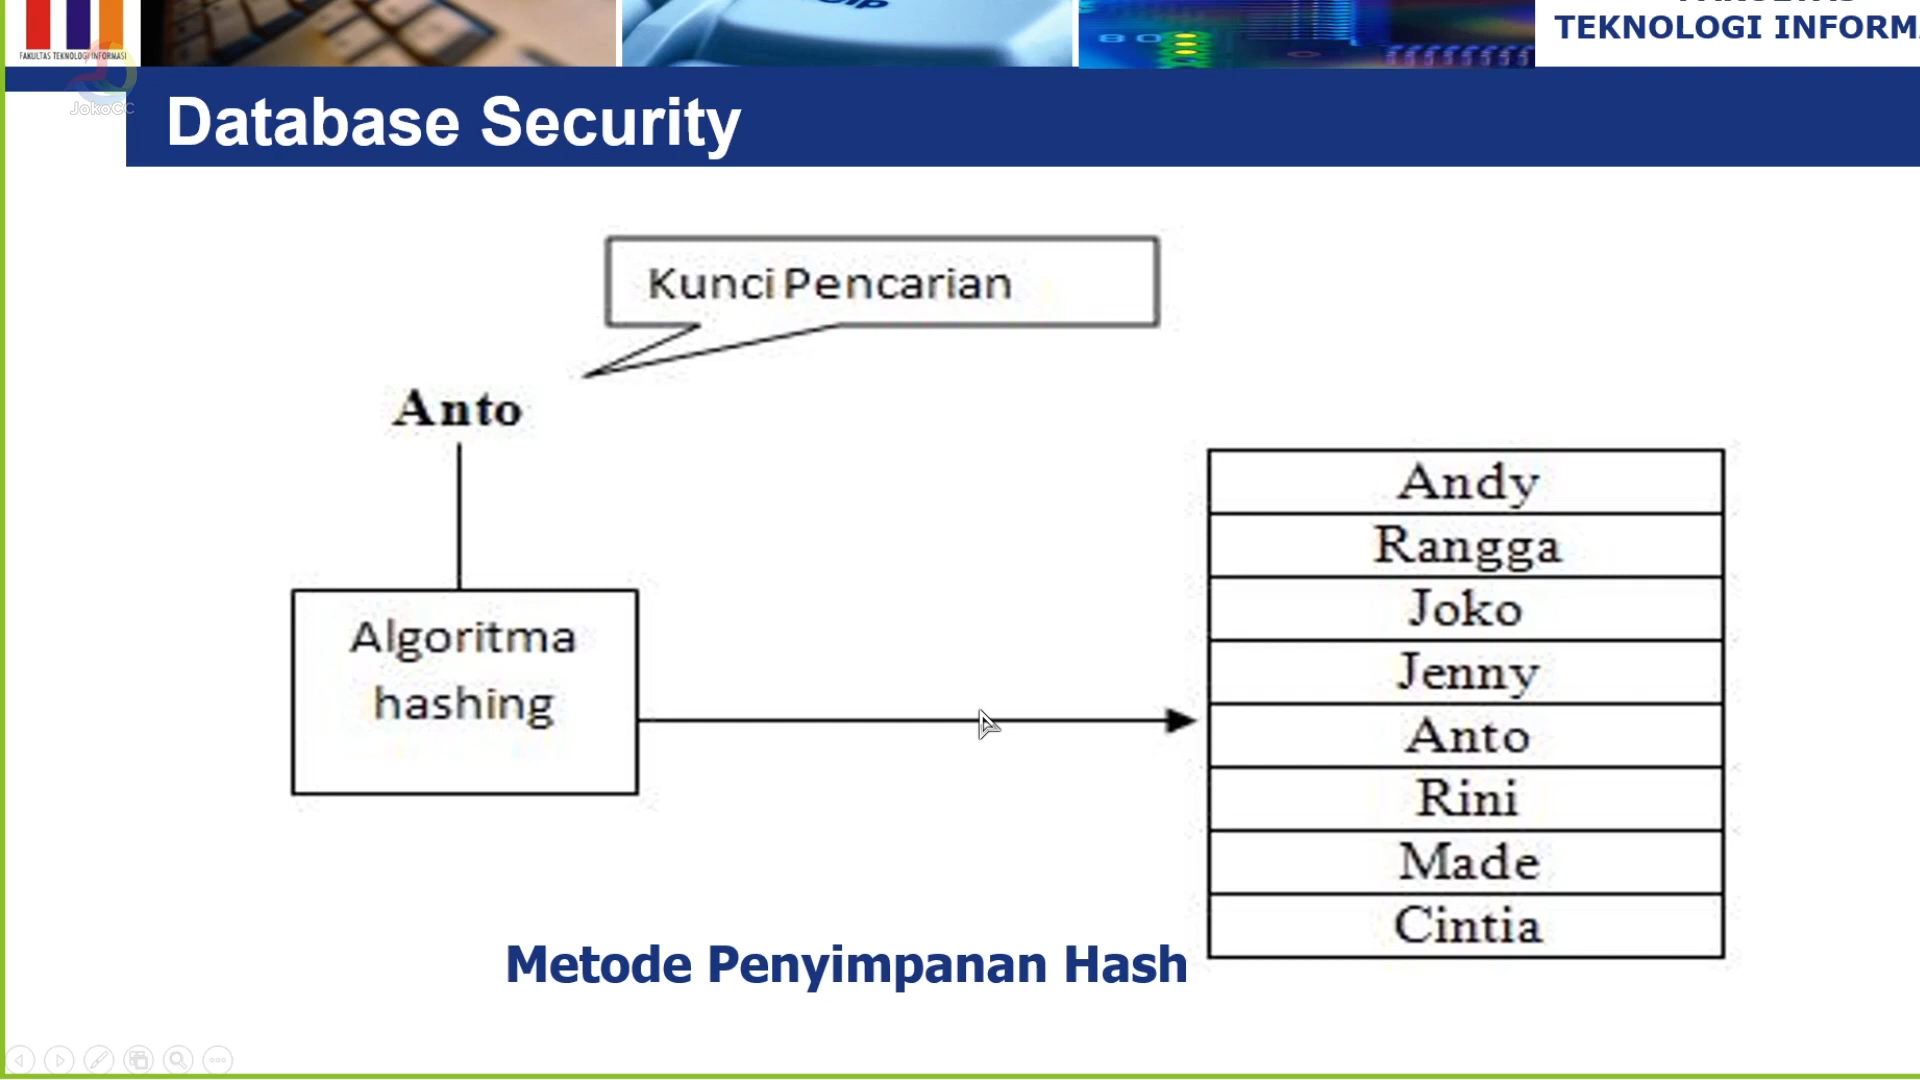 TEKNOLOGI INFORM
FAKULTAS TEKNOLOGI INFORMASI
JokoCC
Database Security
Kunci Pencarian
Anto
Algoritma
hashing
Andy
Rangga
Joko
Jenny
Anto
Rini
Made
Cintia
Metode Penyimpanan Hash